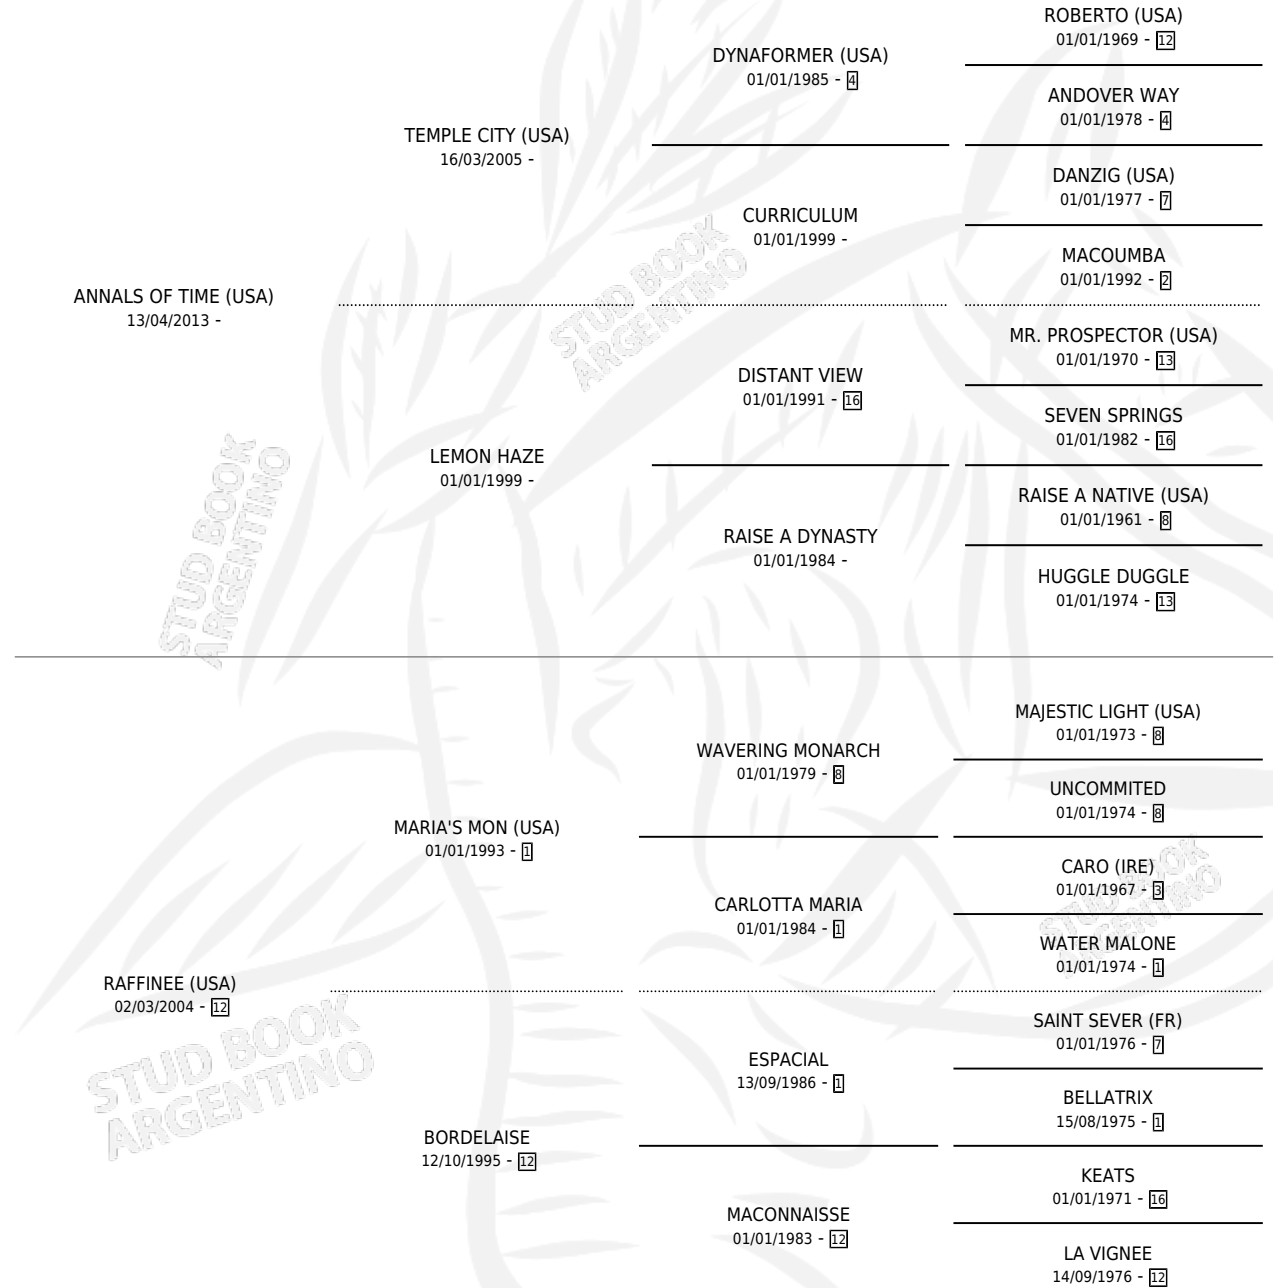 ROBERTO (USA)
01/01/1969 - 12
DYNAFORMER (USA)
01/01/1985 - 4
ANDOVER WAY
01/01/1978 - 4
TEMPLE CITY (USA)
16/03/2005 -
DANZIG (USA)
01/01/1977 - 7
CURRICULUM
01/01/1999 -
MACOUMBA
01/01/1992 - 2
ANNALS OF TIME (USA)
13/04/2013 -
STUD BOOK
ARGENTINO
MR. PROSPECTOR (USA)
01/01/1970 - 13
DISTANT VIEW
01/01/1991 - 16
SEVEN SPRINGS
01/01/1982 - 16
LEMON HAZE
01/01/1999 -
RAISE A NATIVE (USA)
01/01/1961 - 8
RAISE A DYNASTY
01/01/1984 -
HUGGLE DUGGLE
01/01/1974 - 13
STUD BOOK
ARGENTINO
MAJESTIC LIGHT (USA)
01/01/1973 - 8
WAVERING MONARCH
01/01/1979 - 8
UNCOMMITED
01/01/1974 - 8
MARIA'S MON (USA)
01/01/1993 - 1
CARO (IRE)
01/01/1967 - 3
CARLOTTA MARIA
01/01/1984 - 1
WATER MALONE
01/01/1974 - 1
STUD BOOK
ARGENTINO
RAFFINEE (USA)
02/03/2004 - 12
SAINT SEVER (FR)
01/01/1976 - 7
ESPACIAL
13/09/1986 - 1
BELLATRIX
15/08/1975 - 1
STUD BOOK
ARGENTINO
BORDELAISE
12/10/1995 - 12
KEATS
01/01/1971 - 16
MACONNAISSE
01/01/1983 - 12
LA VIGNEE
14/09/1976 - 12